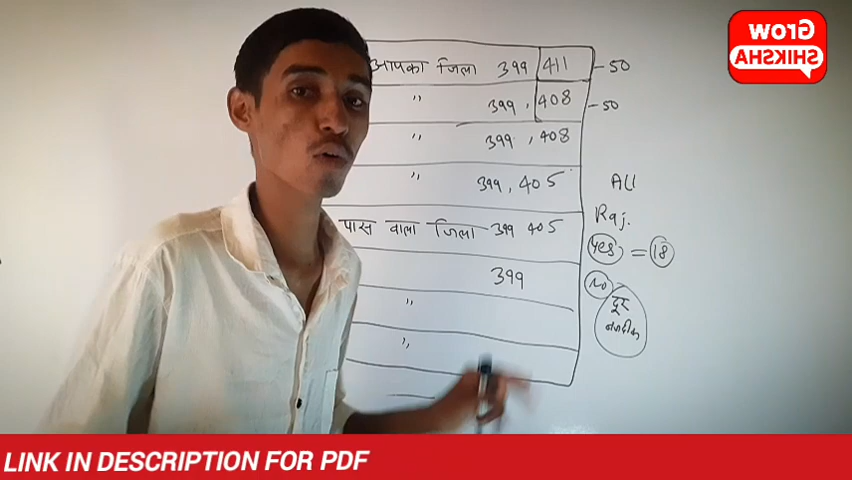 Grow
SHIKSHA
आपका जिला 399 411 - 50
" 399, 408 - 50
" 399, 408
" 399, 405
All
Raj.
पास वाला जिला 399 405
Yes = 18
399
No
दूर
नजदीक
"
"
LINK IN DESCRIPTION FOR PDF